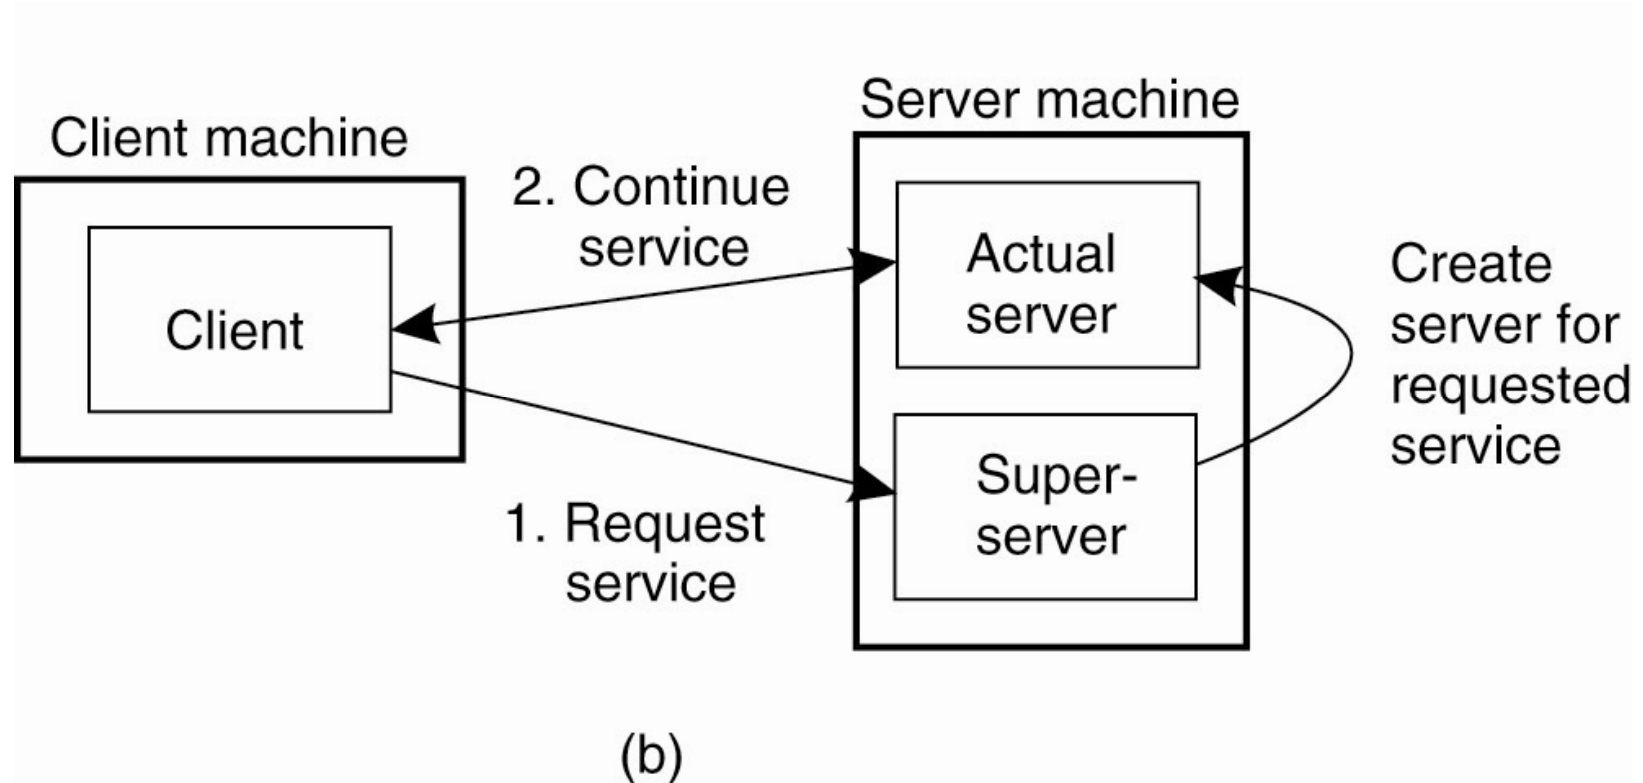 Client machine
Client
2. Continue
service
1. Request
service
Server machine
Actual
server
Super-
server
Create
server for
requested
service
(b)